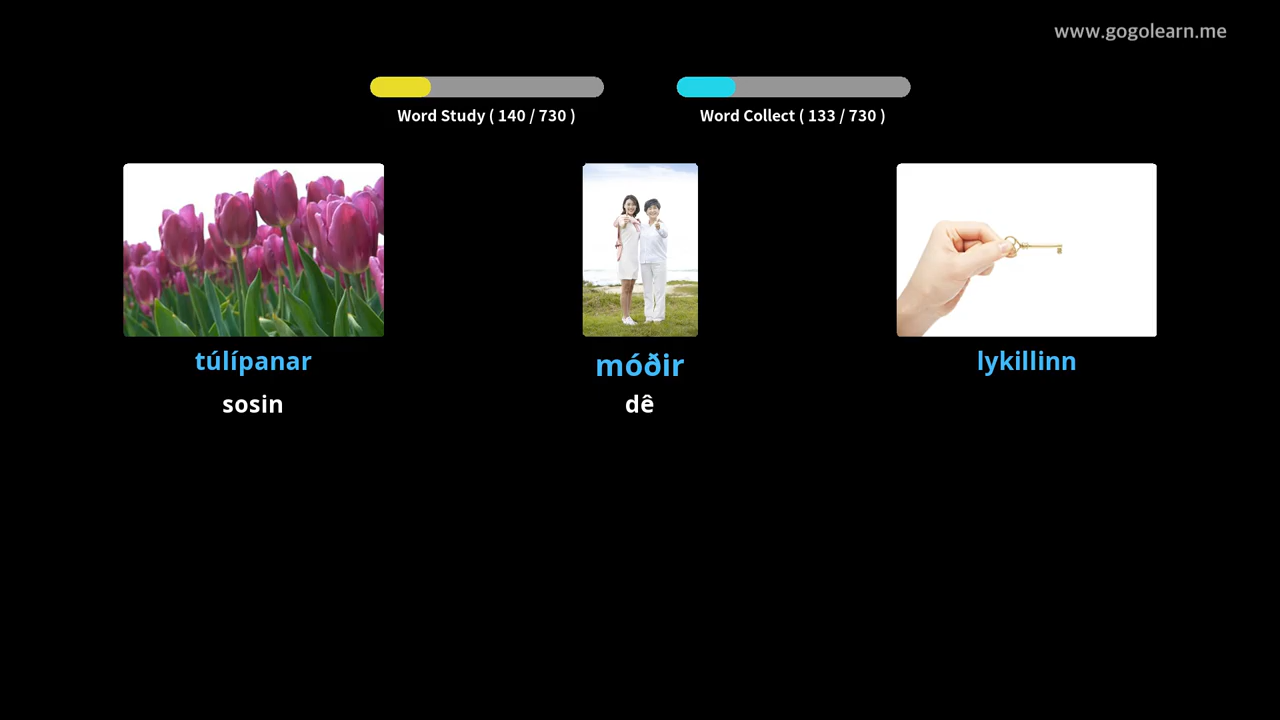 www.gogolearn.me
Word Study ( 140 / 730 )
Word Collect ( 133 / 730 )
túlípanar
móðir
lykillinn
sosin
dê